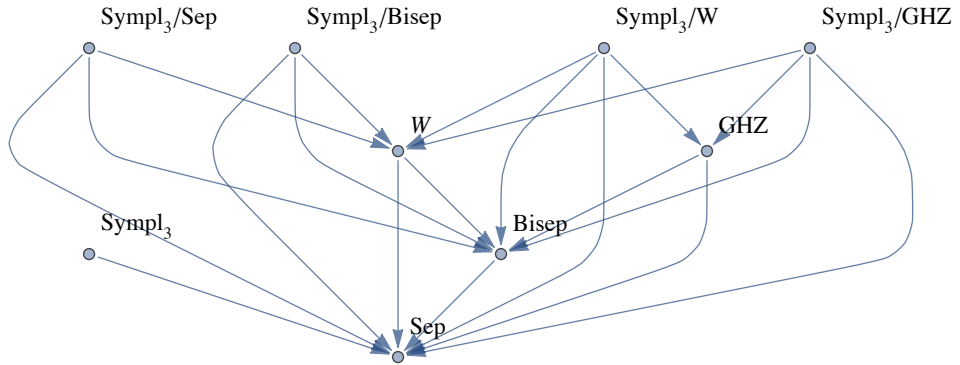 Sympl₃/Sep
Sympl₃/Bisep
Sympl₃/W
Sympl₃/GHZ
W
GHZ
Sympl₃
Bisep
Sep